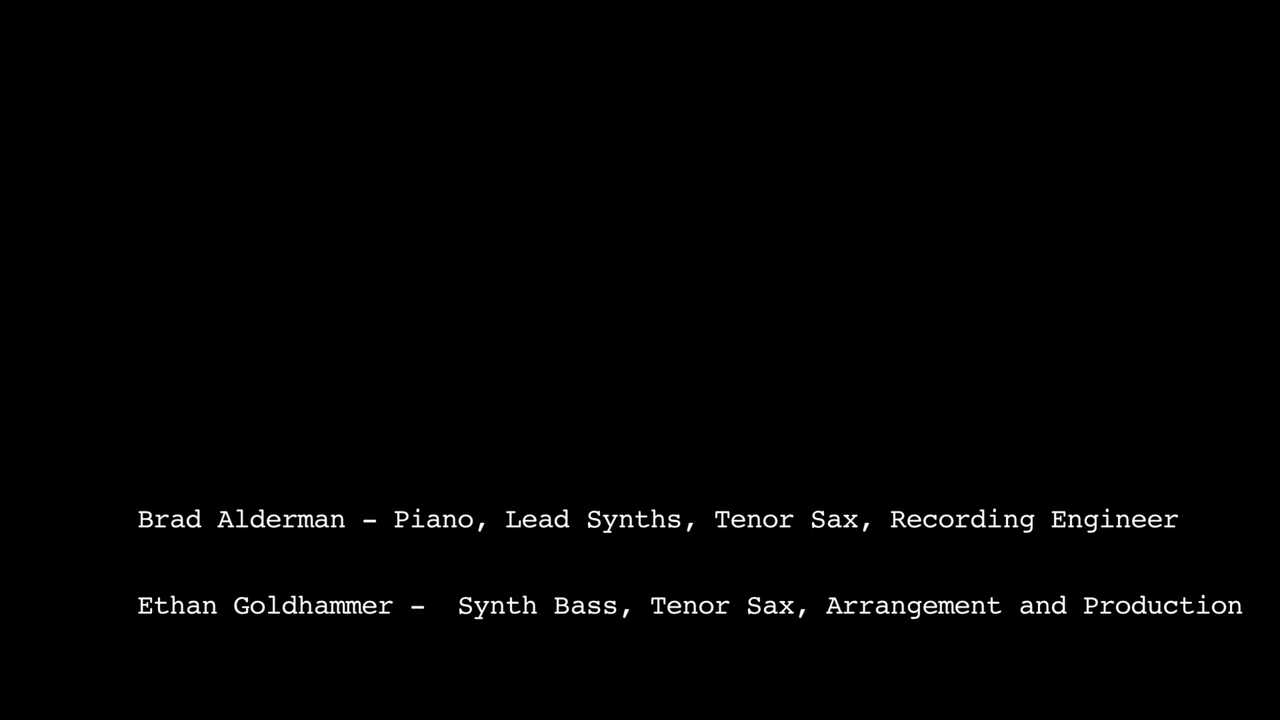 Brad Alderman - Piano, Lead Synths, Tenor Sax, Recording Engineer
Ethan Goldhammer -  Synth Bass, Tenor Sax, Arrangement and Production